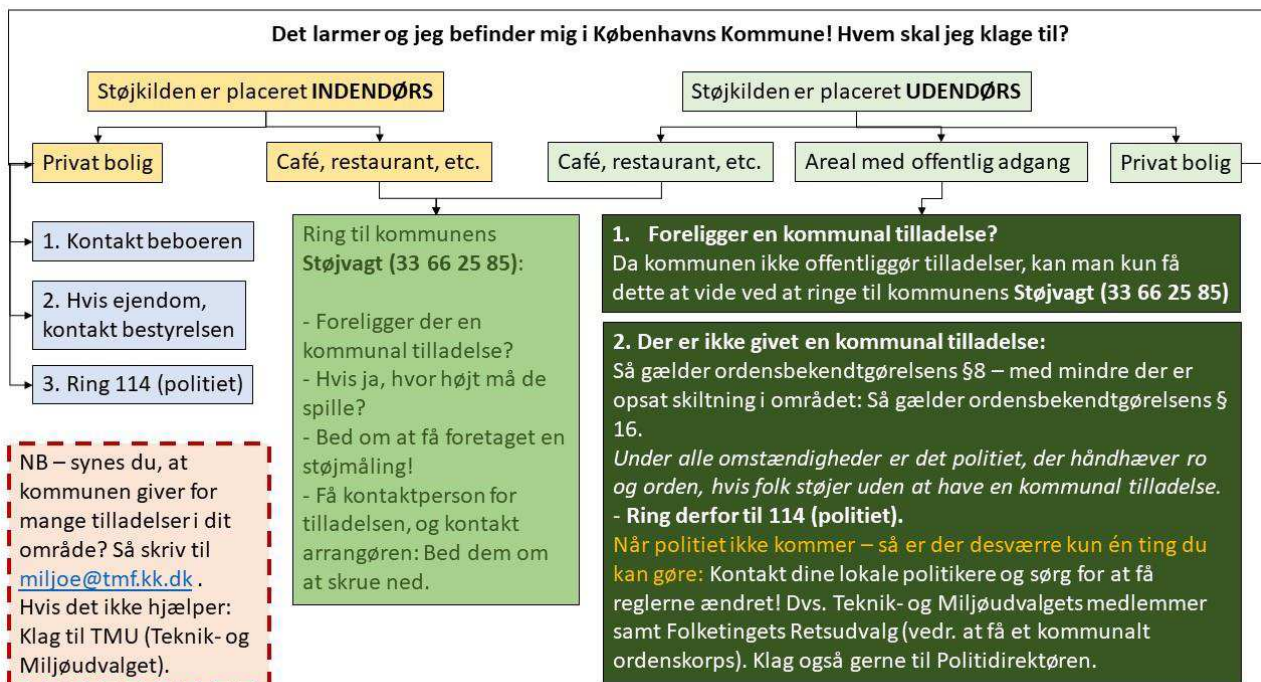 Det larmer og jeg befinder mig i Københavns Kommune! Hvem skal jeg klage til?
Støjkilden er placeret INDENDØRS
Støjkilden er placeret UDENDØRS
Privat bolig
Café, restaurant, etc.
Café, restaurant, etc.
Areal med offentlig adgang
Privat bolig
1. Kontakt beboeren
2. Hvis ejendom,
kontakt bestyrelsen
3. Ring 114 (politiet)
NB – synes du, at
kommunen giver for
mange tilladelser i dit
område? Så skriv til
miljoe@tmf.kk.dk .
Hvis det ikke hjælper:
Klag til TMU (Teknik- og
Miljøudvalget).
Ring til kommunens
Støjvagt (33 66 25 85):
- Foreligger der en
kommunal tilladelse?
- Hvis ja, hvor højt må de
spille?
- Bed om at få foretaget en
støjmåling!
- Få kontaktperson for
tilladelsen, og kontakt
arrangøren: Bed dem om
at skrue ned.
1. Foreligger en kommunal tilladelse?
Da kommunen ikke offentliggør tilladelser, kan man kun få
dette at vide ved at ringe til kommunens Støjvagt (33 66 25 85)
2. Der er ikke givet en kommunal tilladelse:
Så gælder ordensbekendtgørelsens §8 – med mindre der er
opsat skiltning i området: Så gælder ordensbekendtgørelsens §
16.
Under alle omstændigheder er det politiet, der håndhæver ro
og orden, hvis folk støjer uden at have en kommunal tilladelse.
- Ring derfor til 114 (politiet).
Når politiet ikke kommer – så er der desværre kun én ting du
kan gøre: Kontakt dine lokale politikere og sørg for at få
reglerne ændret! Dvs. Teknik- og Miljøudvalgets medlemmer
samt Folketingets Retsudvalg (vedr. at få et kommunalt
ordenskorps). Klag også gerne til Politidirektøren.